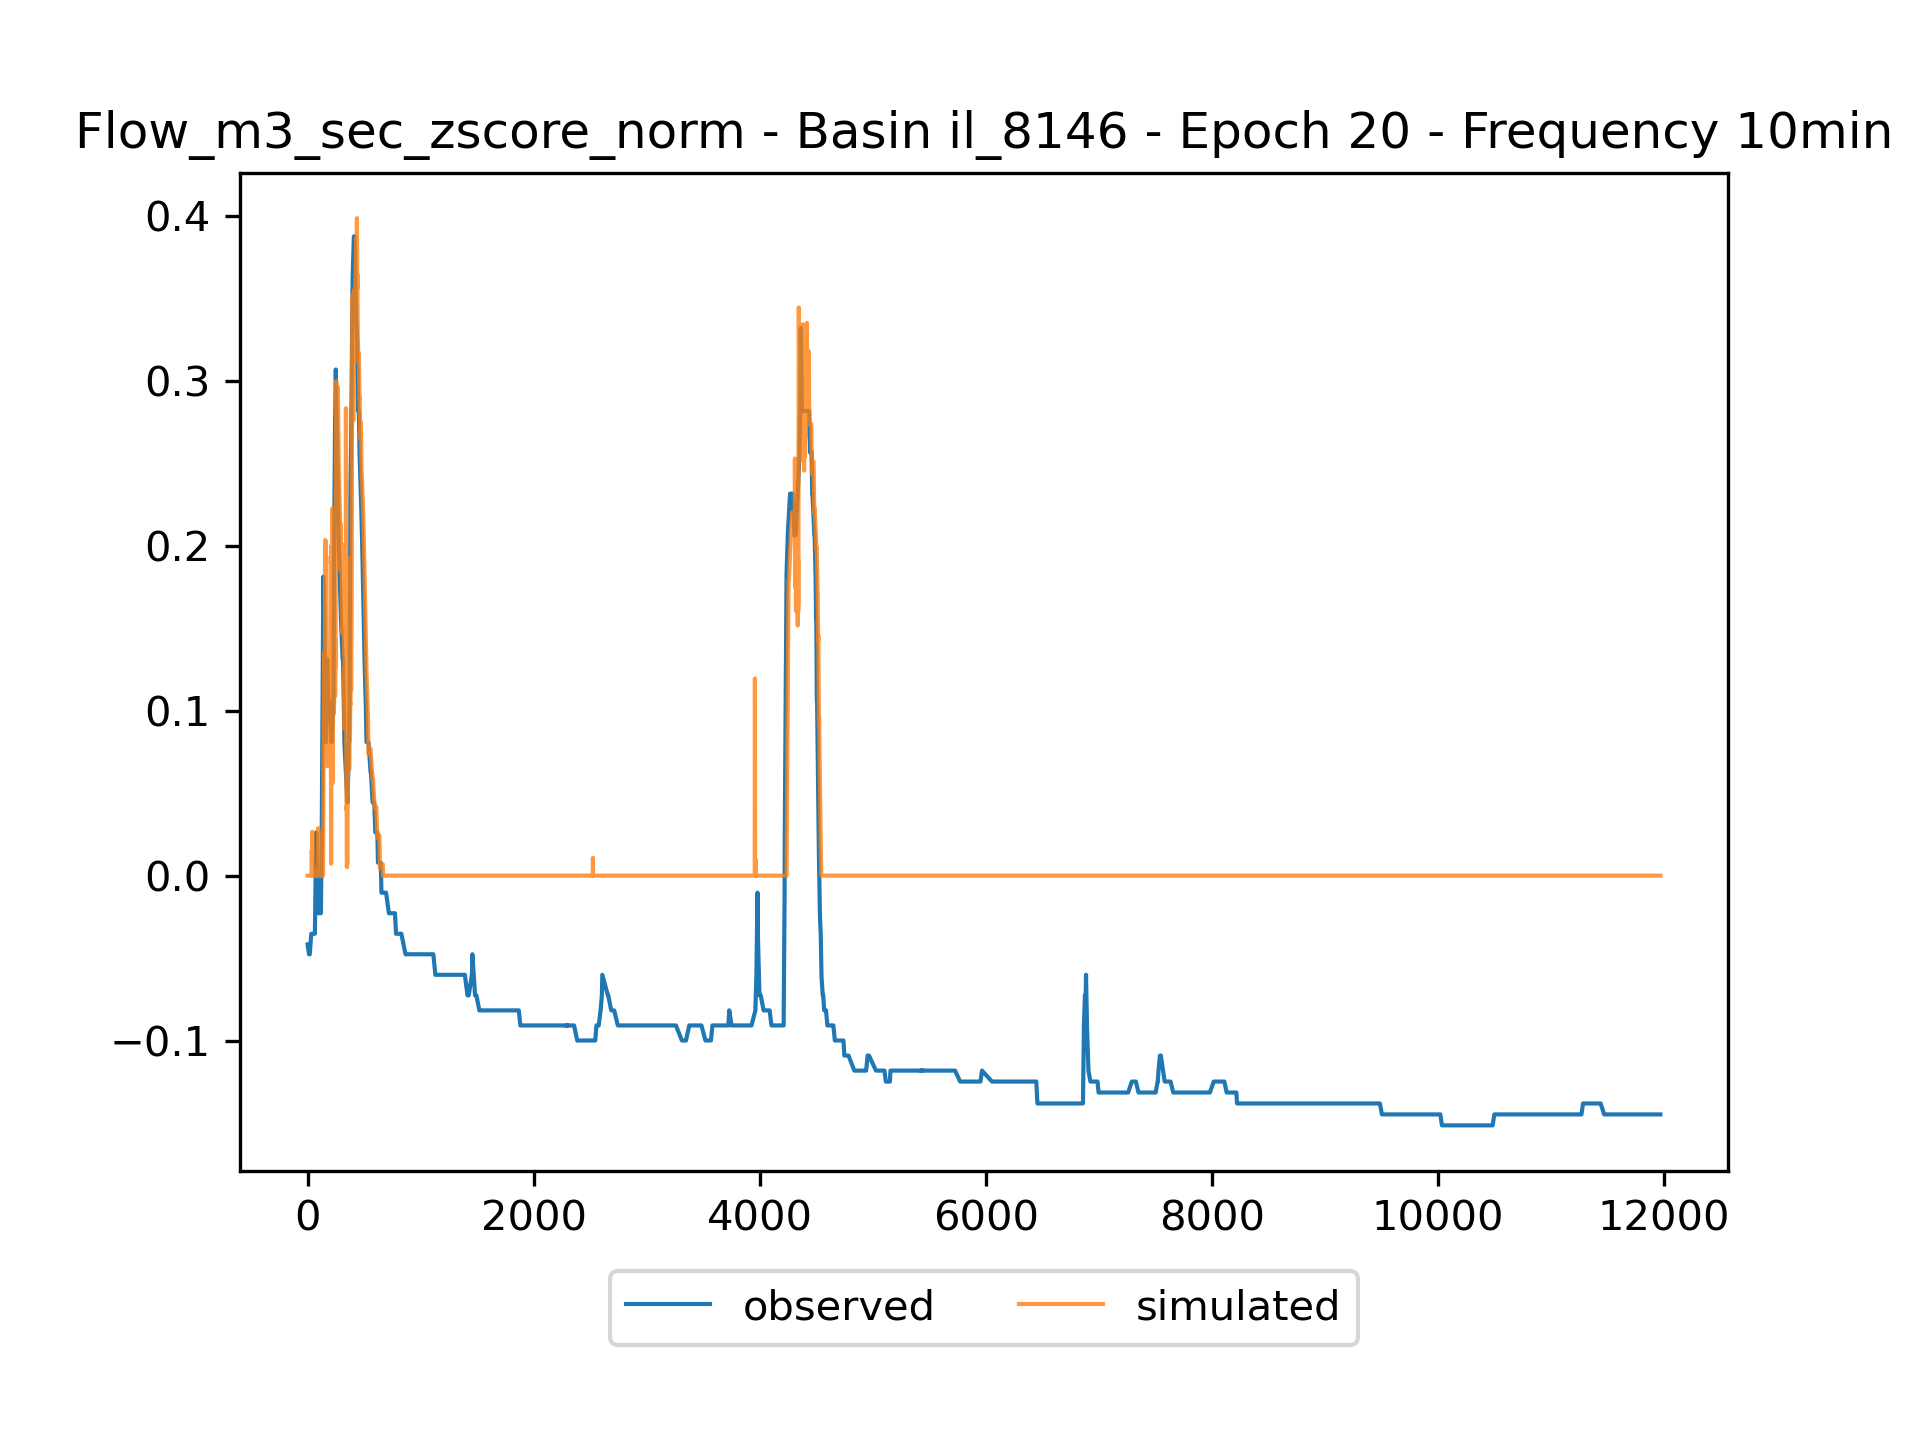 Flow_m3_sec_zscore_norm - Basin il_8146 - Epoch 20 - Frequency 10min
0.4
0.3
0.2
0.1
0.0
−0.1
0 2000 4000 6000 8000 10000 12000
observed simulated